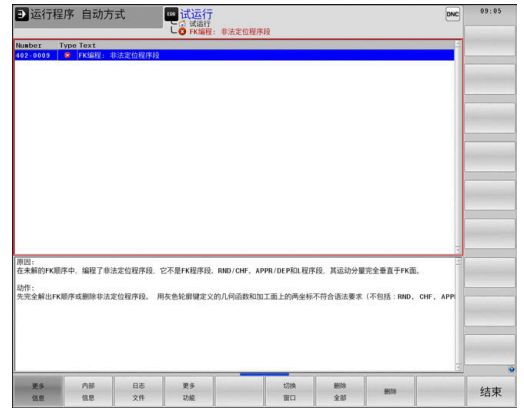 运行程序 自动方式
试运行
DNC
09:05
试运行
FK编程: 非法定位程序段
Number Type Text
402-0009 FK编程: 非法定位程序段
原因:
在未解的FK顺序中, 编程了非法定位程序段, 它不是FK程序段, RND/CHF, APPR/DEP和L程序段, 其运动分量完全垂直于FK面。
动作:
先完全解出FK顺序或删除非法定位程序段。 用灰色轮廓键定义的几何函数和加工面上的两坐标不符合语法要求 (不包括:RND, CHF, APP
更多 内部 日志 更多 切换 删除 删除 结束
信息 信息 文件 功能 窗口 全部